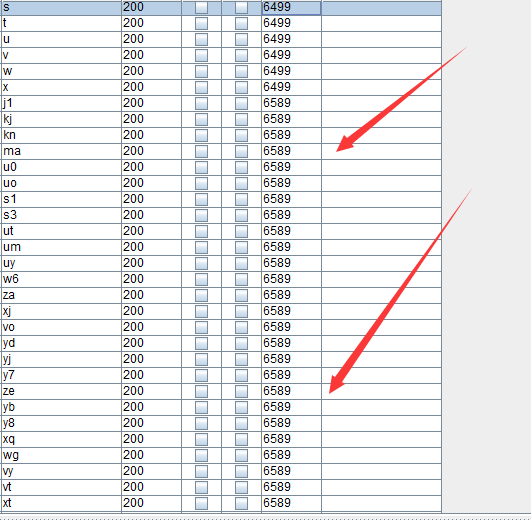 s 200 6499
t 200 6499
u 200 6499
v 200 6499
w 200 6499
x 200 6499
j1 200 6589
kj 200 6589
kn 200 6589
ma 200 6589
u0 200 6589
uo 200 6589
s1 200 6589
s3 200 6589
ut 200 6589
um 200 6589
uy 200 6589
w6 200 6589
za 200 6589
xj 200 6589
vo 200 6589
yd 200 6589
yj 200 6589
y7 200 6589
ze 200 6589
yb 200 6589
y8 200 6589
xq 200 6589
wg 200 6589
vy 200 6589
vt 200 6589
xt 200 6589